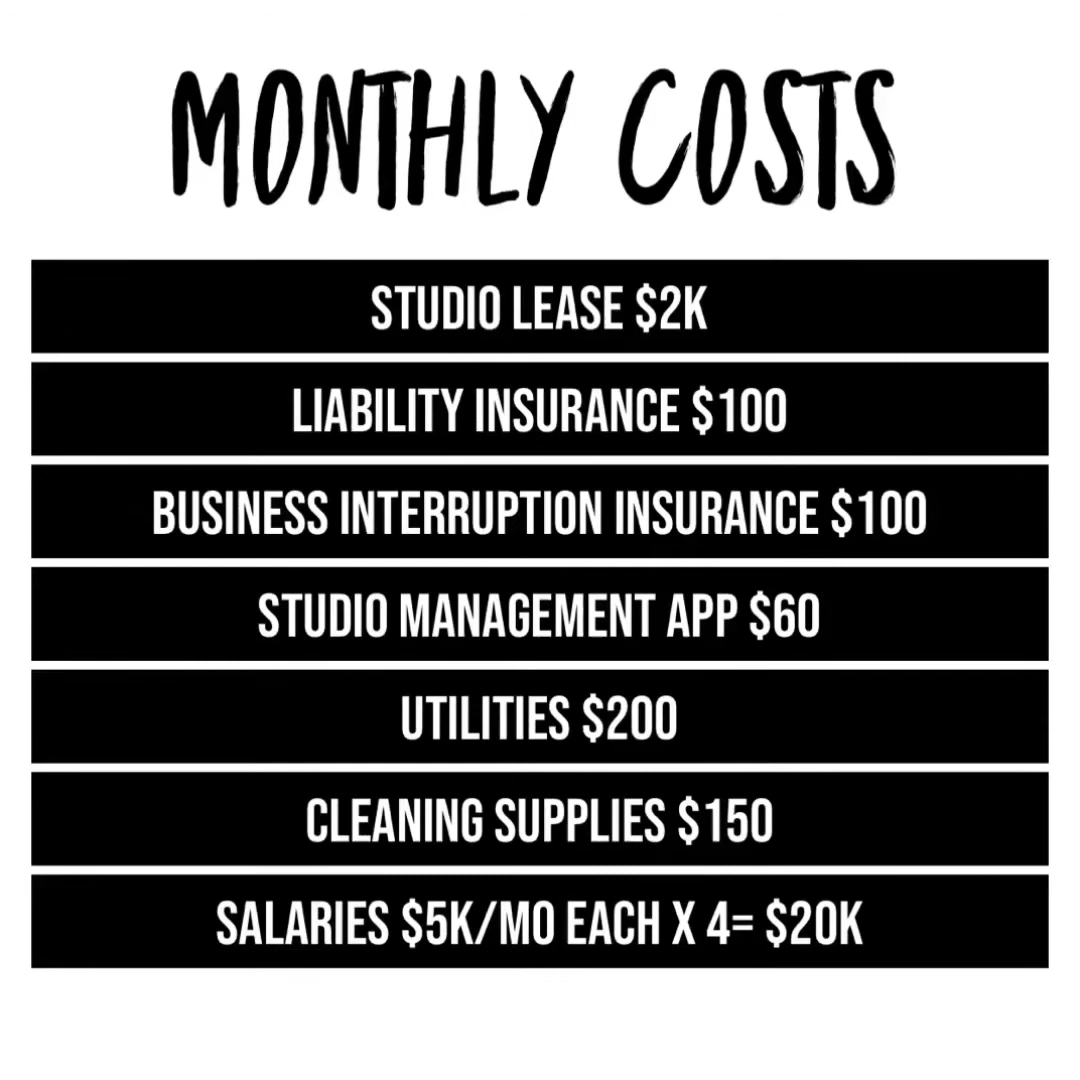 MONTHLY COSTS
STUDIO LEASE $2K
LIABILITY INSURANCE $100
BUSINESS INTERRUPTION INSURANCE $100
STUDIO MANAGEMENT APP $60
UTILITIES $200
CLEANING SUPPLIES $150
SALARIES $5K/MO EACH X 4= $20K